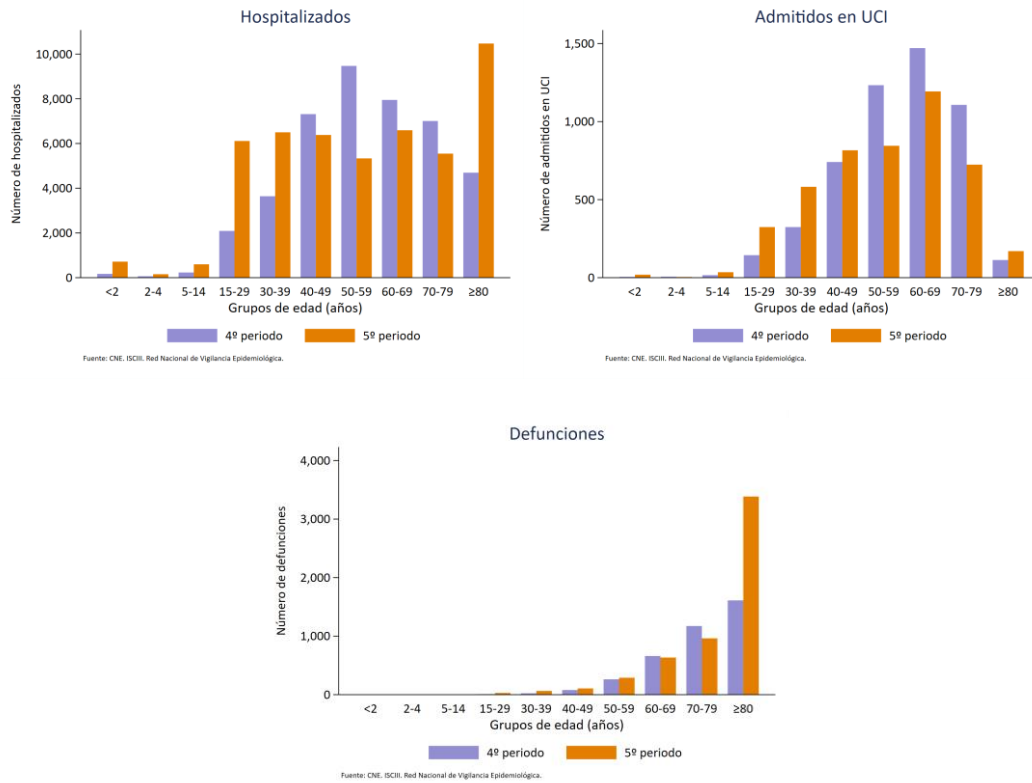 Hospitalizados
Número de hospitalizados
10,000
8,000
6,000
4,000
2,000
0
<2 2-4 5-14 15-29 30-39 40-49 50-59 60-69 70-79 ≥80
Grupos de edad (años)
4º periodo 5º periodo
Fuente: CNE. ISCIII. Red Nacional de Vigilancia Epidemiológica.
Admitidos en UCI
Número de admitidos en UCI
1,500
1,000
500
0
<2 2-4 5-14 15-29 30-39 40-49 50-59 60-69 70-79 ≥80
Grupos de edad (años)
4º periodo 5º periodo
Fuente: CNE. ISCIII. Red Nacional de Vigilancia Epidemiológica.
Defunciones
Número de defunciones
4,000
3,000
2,000
1,000
0
<2 2-4 5-14 15-29 30-39 40-49 50-59 60-69 70-79 ≥80
Grupos de edad (años)
4º periodo 5º periodo
Fuente: CNE. ISCIII. Red Nacional de Vigilancia Epidemiológica.